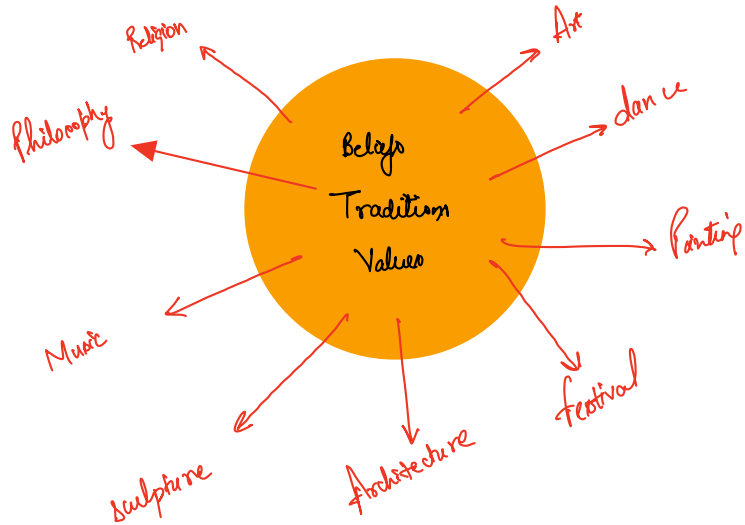 Religion
Art
Philosophy
dance
Beliefs
Traditions
Values
Painting
Music
festival
sculpture
Architecture